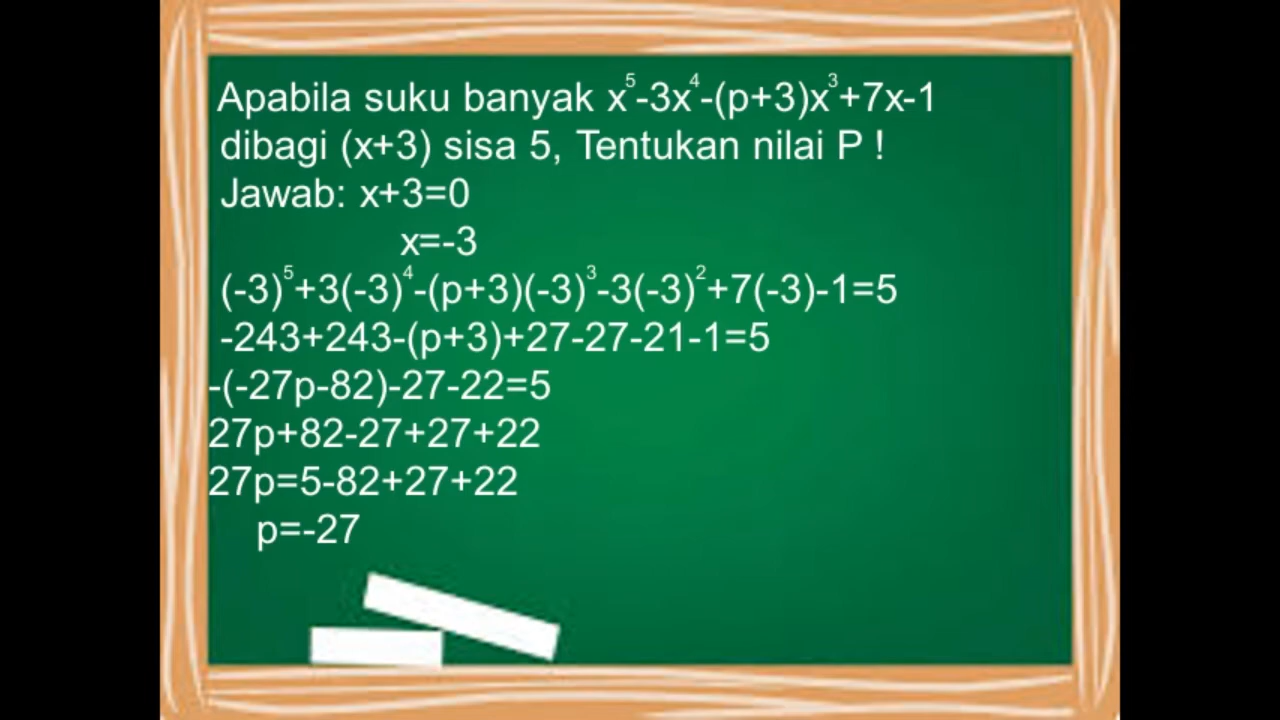 Apabila suku banyak x⁵-3x⁴-(p+3)x³+7x-1
dibagi (x+3) sisa 5, Tentukan nilai P !
Jawab: x+3=0
x=-3
(-3)⁵+3(-3)⁴-(p+3)(-3)³-3(-3)²+7(-3)-1=5
-243+243-(p+3)+27-27-21-1=5
-(-27p-82)-27-22=5
27p+82-27+27+22
27p=5-82+27+22
p=-27